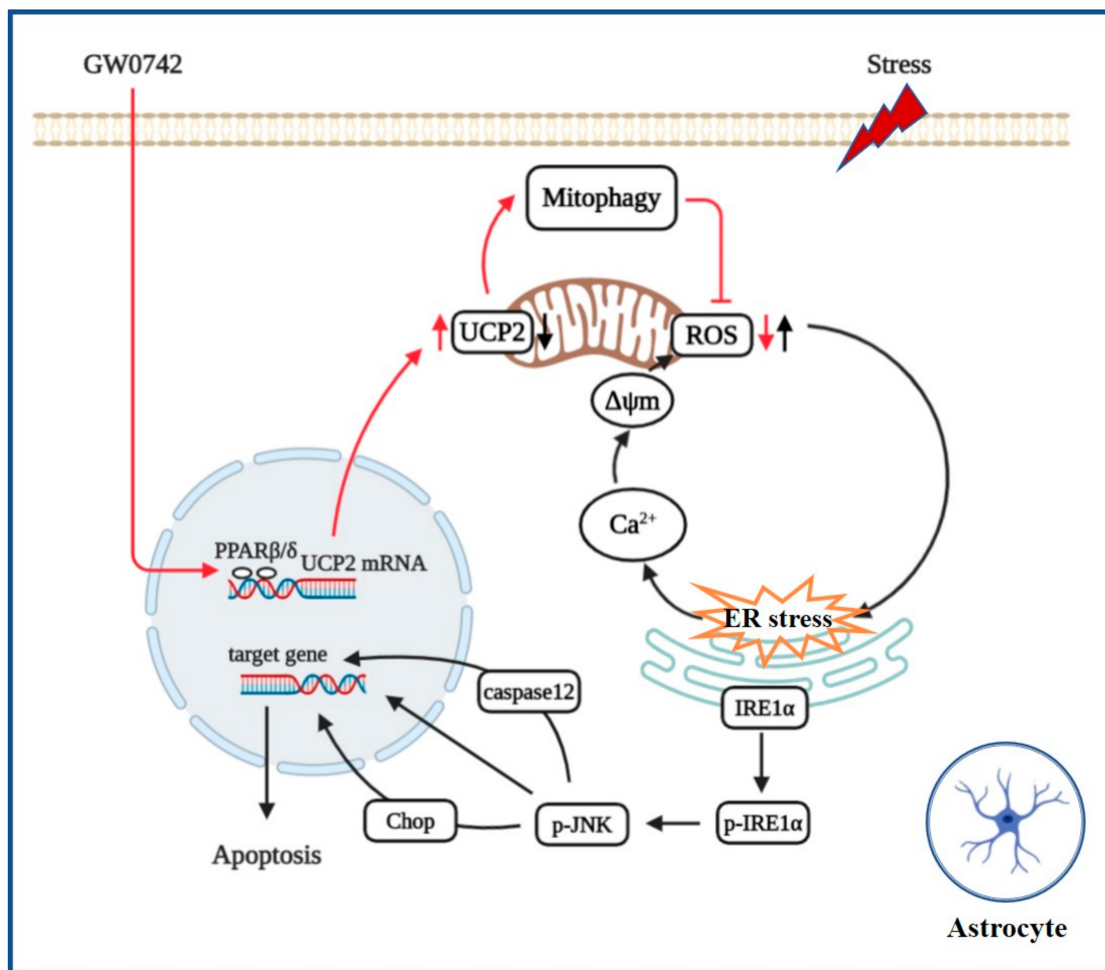 GW0742
Stress
Mitophagy
UCP2
ROS
Δψm
Ca²⁺
PPARβ/δ
UCP2 mRNA
ER stress
target gene
caspase12
IRE1α
Chop
p-JNK
p-IRE1α
Apoptosis
Astrocyte